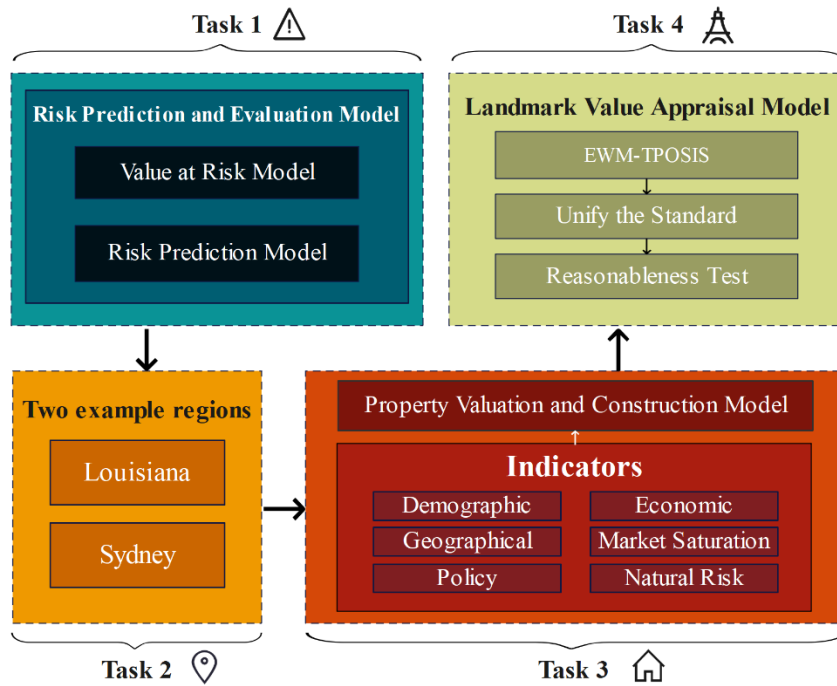 Task 1
Risk Prediction and Evaluation Model
Value at Risk Model
Risk Prediction Model
Task 4
Landmark Value Appraisal Model
EWM-TPOSIS
↓
Unify the Standard
↓
Reasonableness Test
Two example regions
Louisiana
Sydney
Task 2
Property Valuation and Construction Model
↑
Indicators
Demographic
Economic
Geographical
Market Saturation
Policy
Natural Risk
Task 3